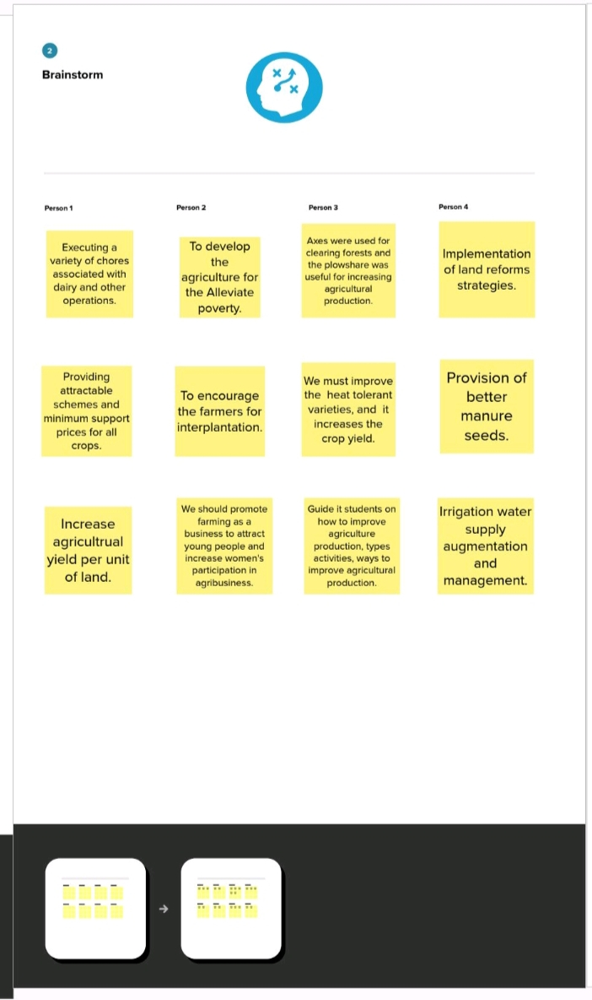 2
Brainstorm
Person 1
Person 2
Person 3
Person 4
Executing a
variety of chores
associated with
dairy and other
operations.
To develop
the
agriculture for
the Alleviate
poverty.
Axes were used for
clearing forests and
the plowshare was
useful for increasing
agricultural
production.
Implementation
of land reforms
strategies.
Providing
attractable
schemes and
minimum support
prices for all
crops.
To encourage
the farmers for
interplantation.
We must improve
the heat tolerant
varieties, and it
increases the
crop yield.
Provision of
better
manure
seeds.
Increase
agricultrual
yield per unit
of land.
We should promote
farming as a
business to attract
young people and
increase women's
participation in
agribusiness.
Guide it students on
how to improve
agriculture
production, types
activities, ways to
improve agricultural
production.
Irrigation water
supply
augmentation
and
management.